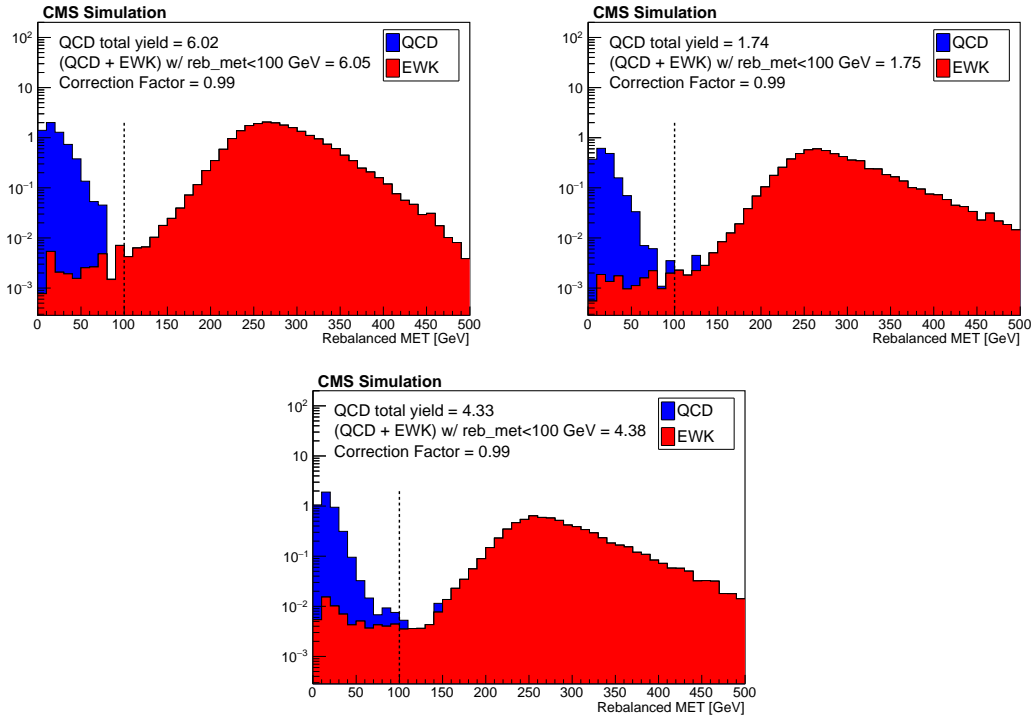 CMS Simulation
QCD total yield = 6.02
(QCD + EWK) w/ reb_met<100 GeV = 6.05
Correction Factor = 0.99
QCD
EWK
10²
10
1
10⁻¹
10⁻²
10⁻³
0 50 100 150 200 250 300 350 400 450 500
Rebalanced MET [GeV]
CMS Simulation
QCD total yield = 1.74
(QCD + EWK) w/ reb_met<100 GeV = 1.75
Correction Factor = 0.99
QCD
EWK
10²
10
1
10⁻¹
10⁻²
10⁻³
0 50 100 150 200 250 300 350 400 450 500
Rebalanced MET [GeV]
CMS Simulation
QCD total yield = 4.33
(QCD + EWK) w/ reb_met<100 GeV = 4.38
Correction Factor = 0.99
QCD
EWK
10²
10
1
10⁻¹
10⁻²
10⁻³
0 50 100 150 200 250 300 350 400 450 500
Rebalanced MET [GeV]